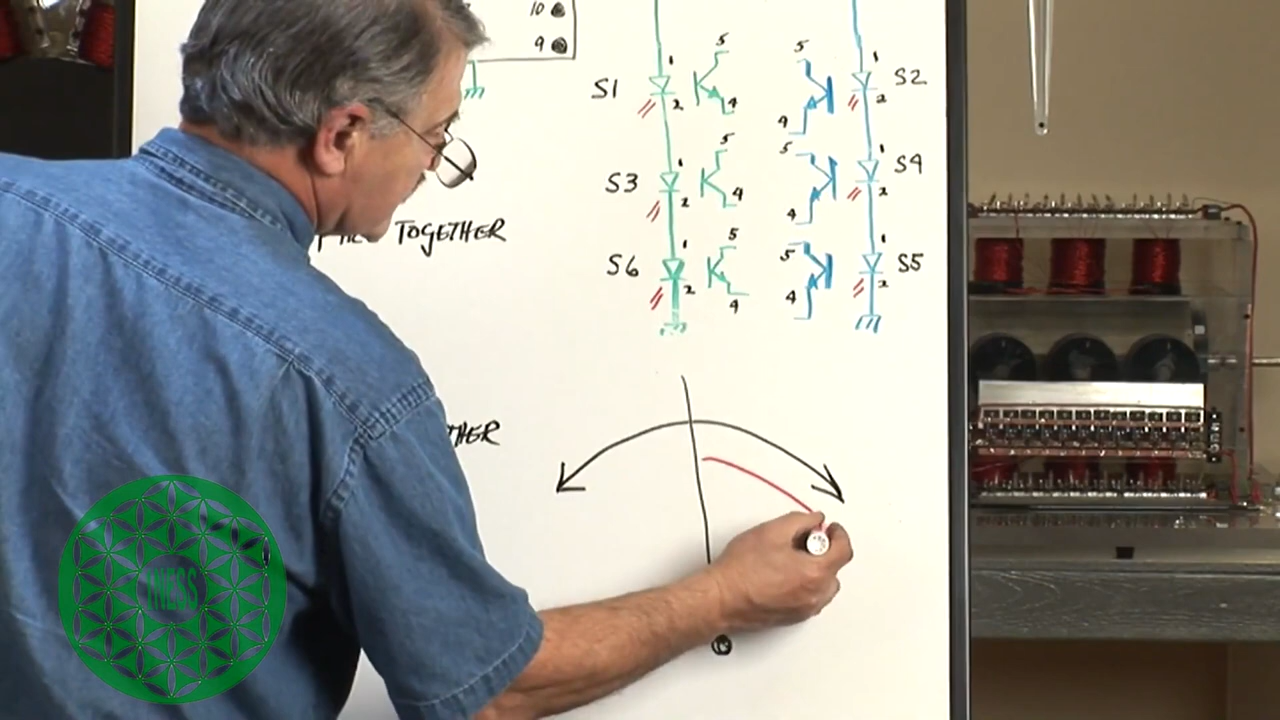 10
9
5 5
S1 1 1 S2
2 4 2
4
5 5
S3 1 1 S4
2 4 4 2
5 5
S6 1 1 S5
2 4 4 2
TOGETHER
INESS